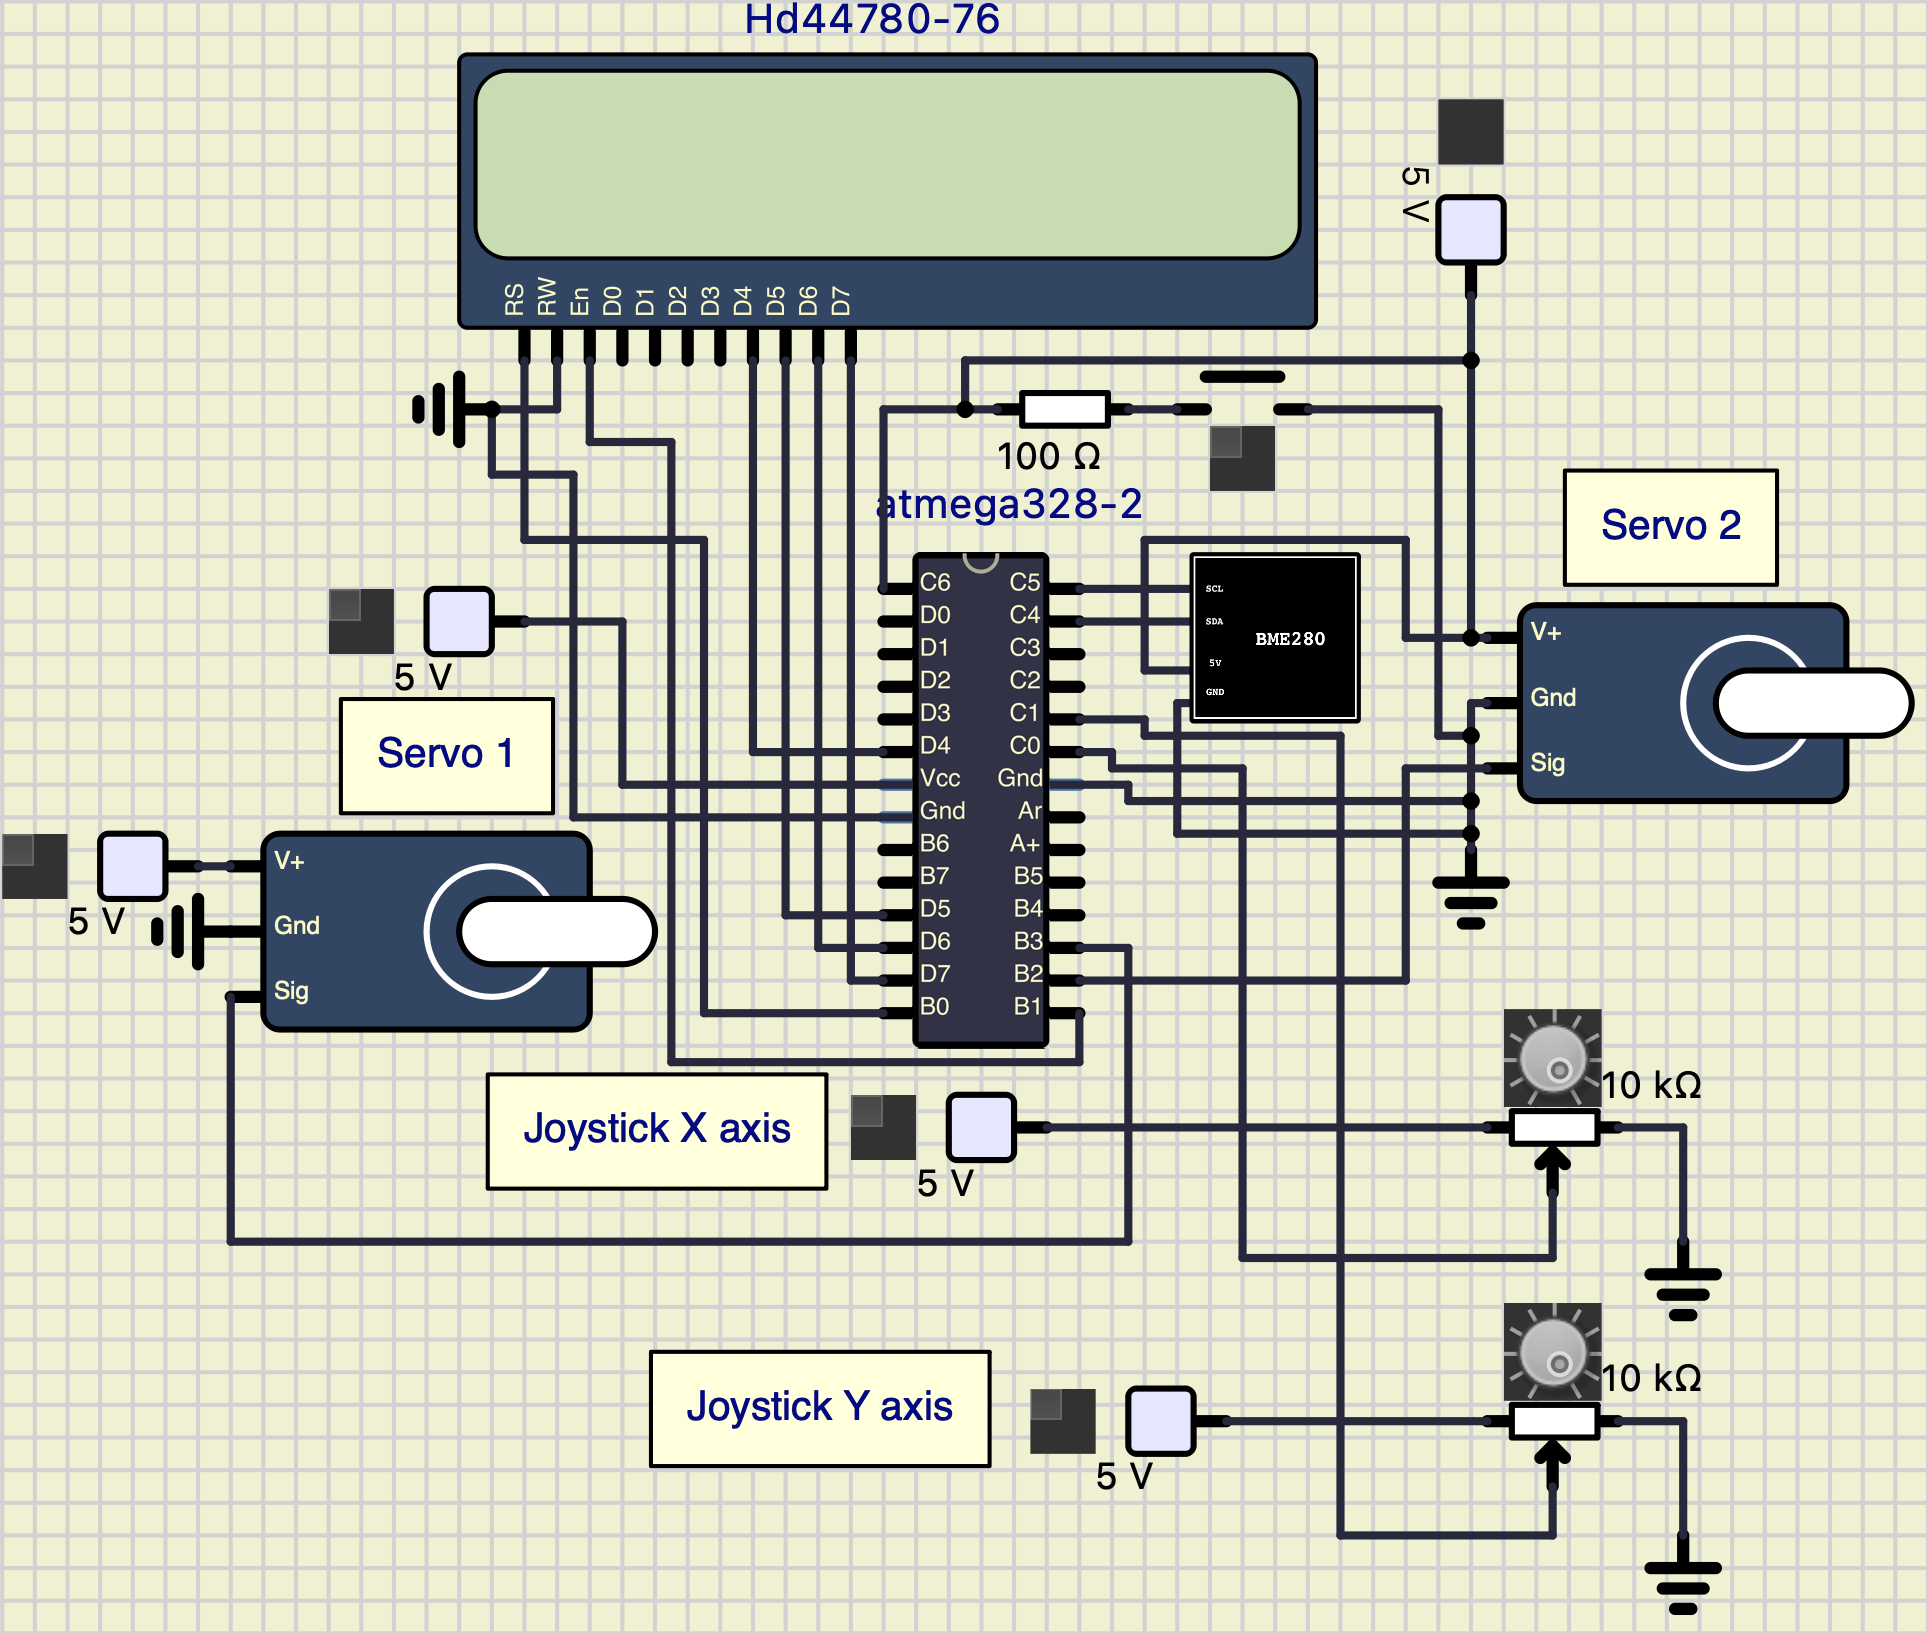 Hd44780-76
RS
RW
En
D0
D1
D2
D3
D4
D5
D6
D7
5 V
100 Ω
atmega328-2
C6
D0
D1
D2
D3
D4
Vcc
Gnd
B6
B7
D5
D6
D7
B0
C5
C4
C3
C2
C1
C0
Gnd
Ar
A+
B5
B4
B3
B2
B1
SCL
SDA
5V
GND
BME280
Servo 2
V+
Gnd
Sig
5 V
Servo 1
5 V
V+
Gnd
Sig
Joystick X axis
5 V
10 kΩ
Joystick Y axis
5 V
10 kΩ